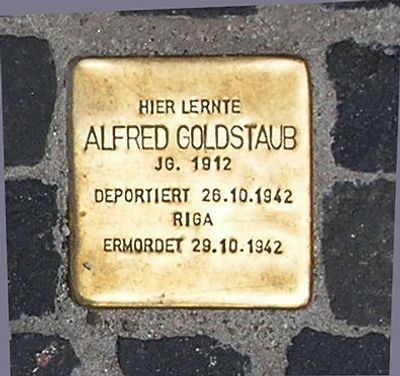 HIER LERNTE
ALFRED GOLDSTAUB
JG. 1912
DEPORTIERT 26.10.1942
RIGA
ERMORDET 29.10.1942